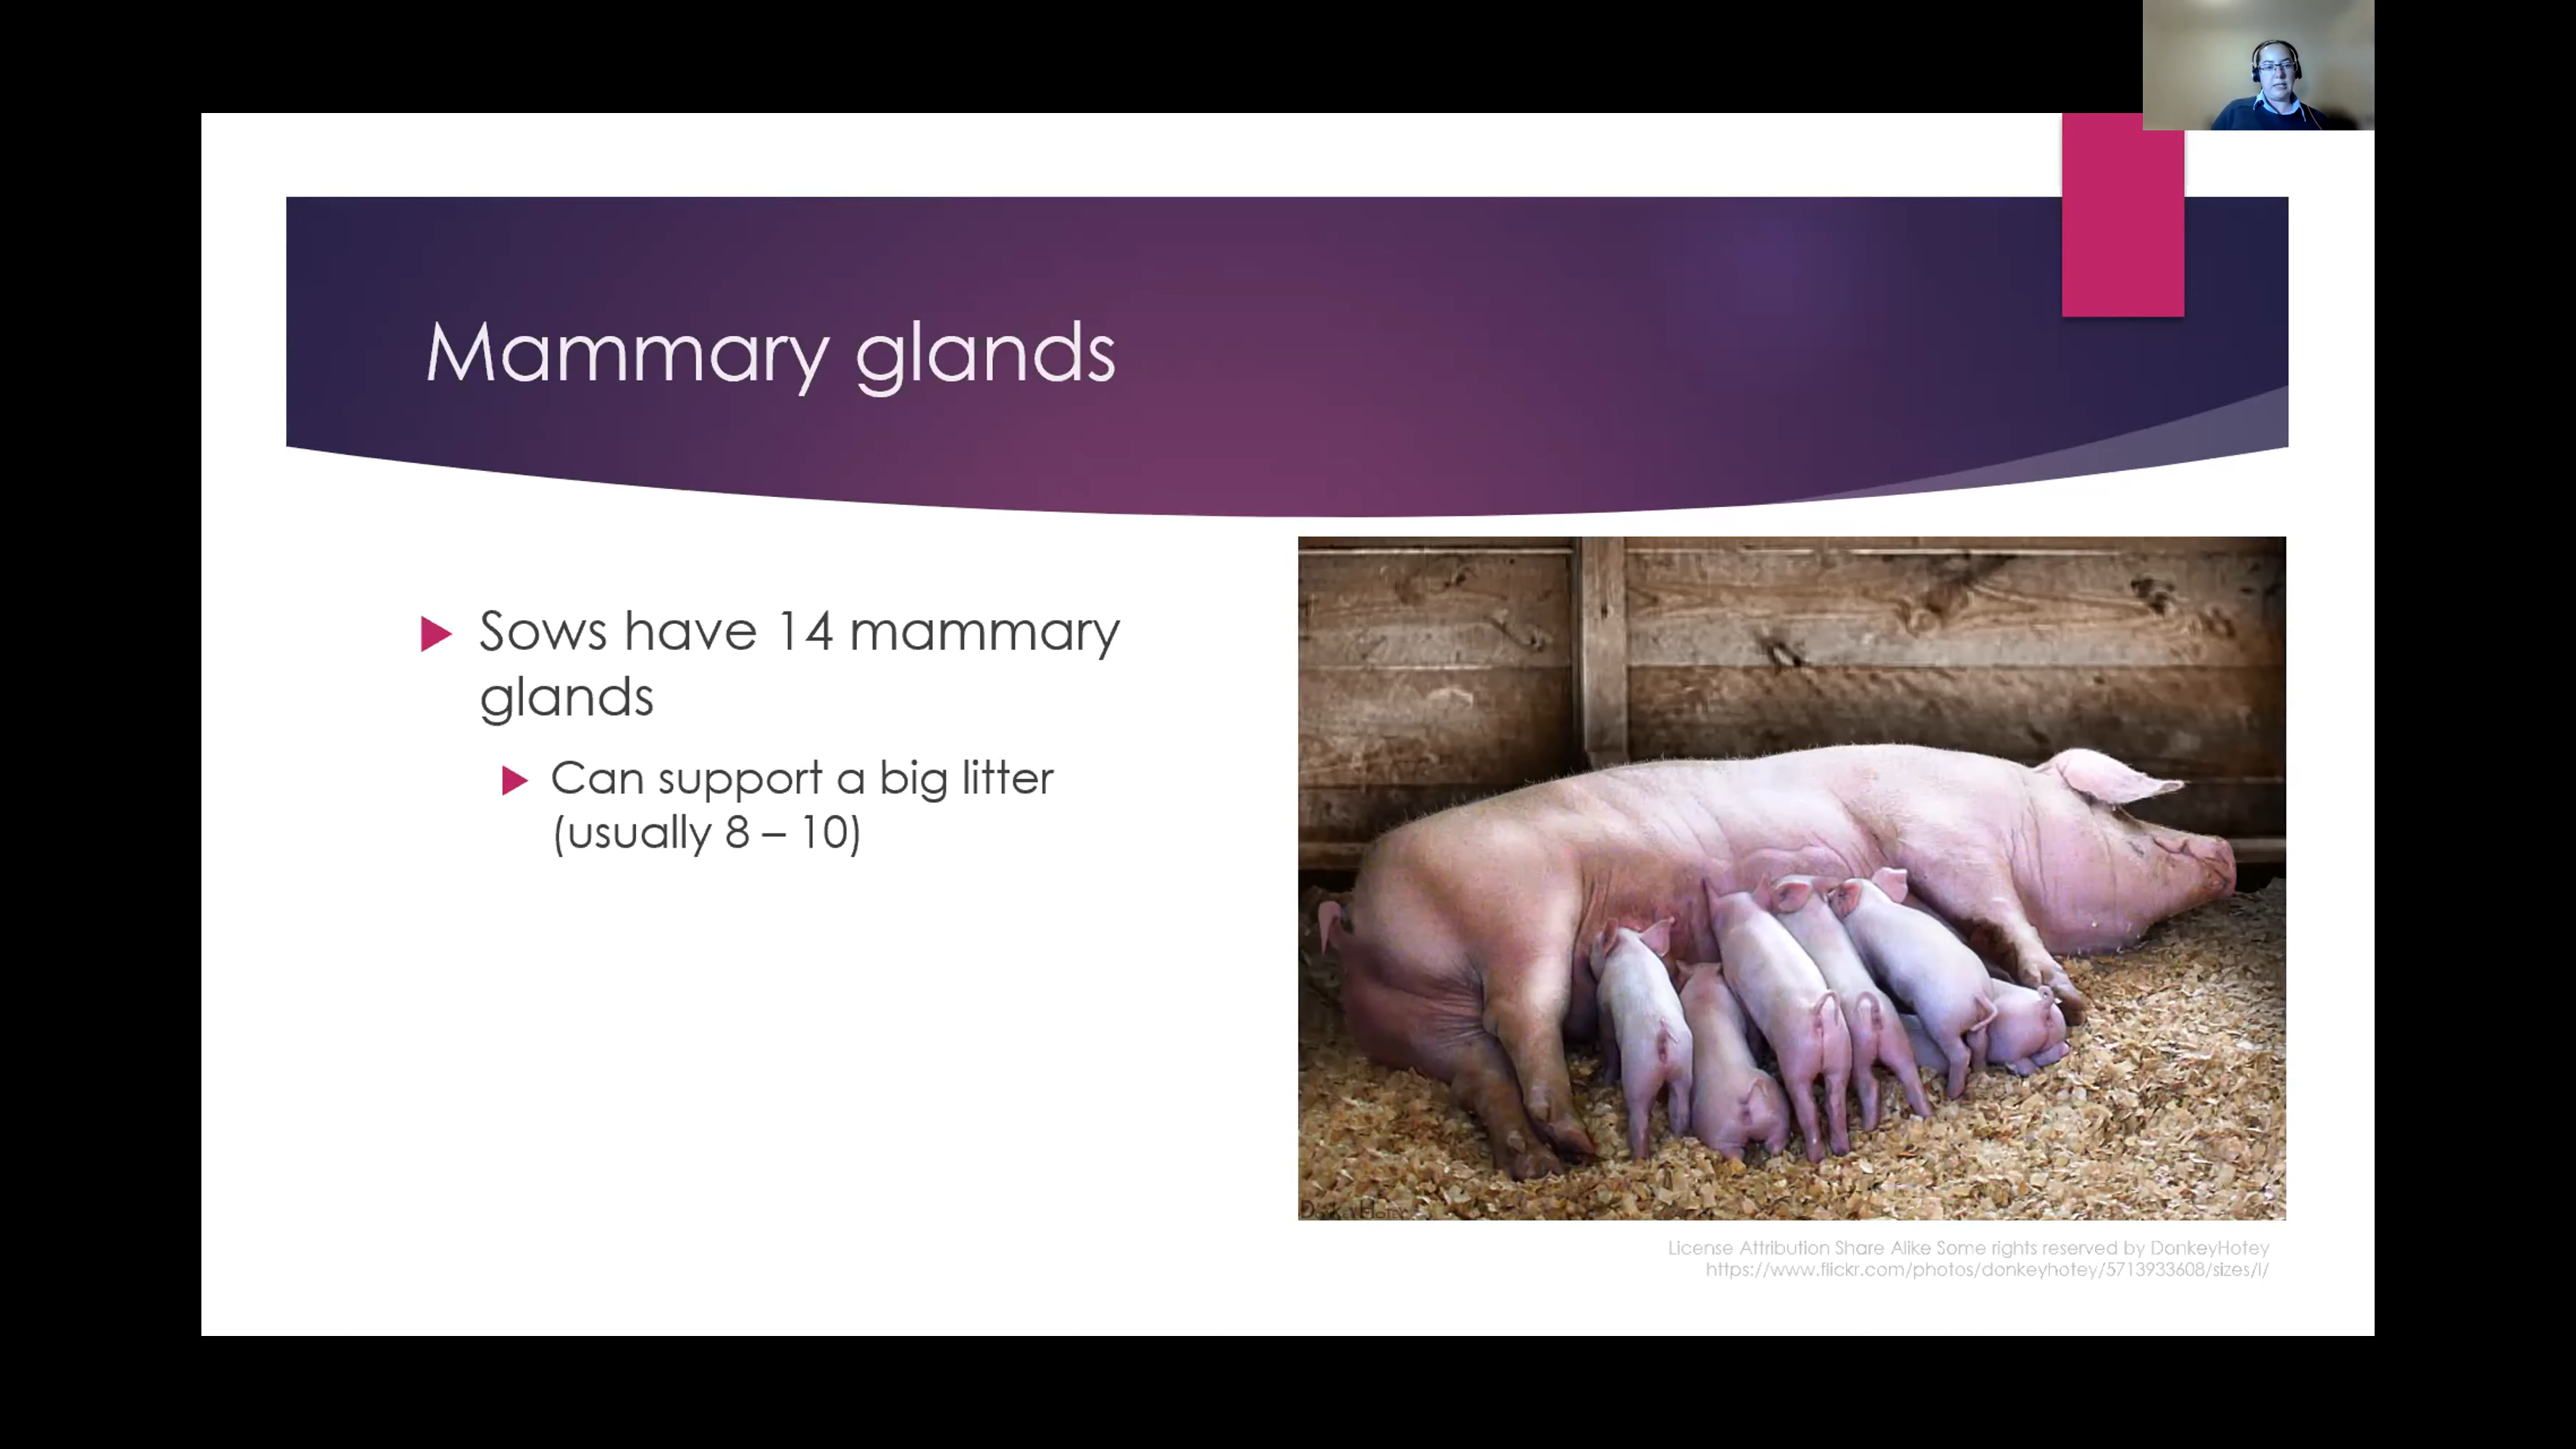 Mammary glands
Sows have 14 mammary
glands
Can support a big litter
(usually 8 – 10)
DonkeyHotey
License Attribution Share Alike Some rights reserved by DonkeyHotey
https://www.flickr.com/photos/donkeyhotey/5713933608/sizes/l/